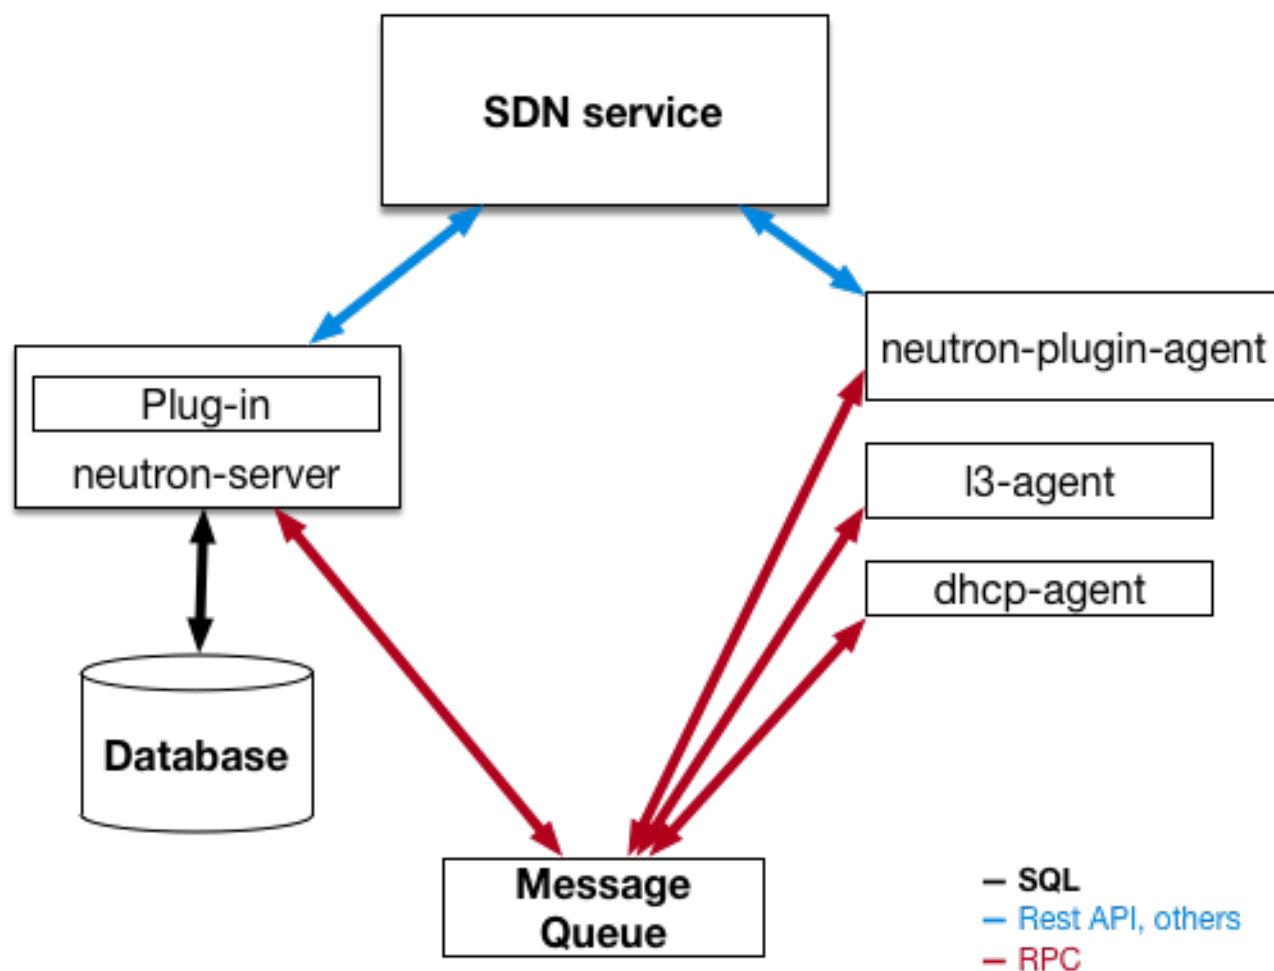 SDN service
Plug-in
neutron-server
neutron-plugin-agent
l3-agent
dhcp-agent
Database
Message
Queue
SQL
Rest API, others
RPC